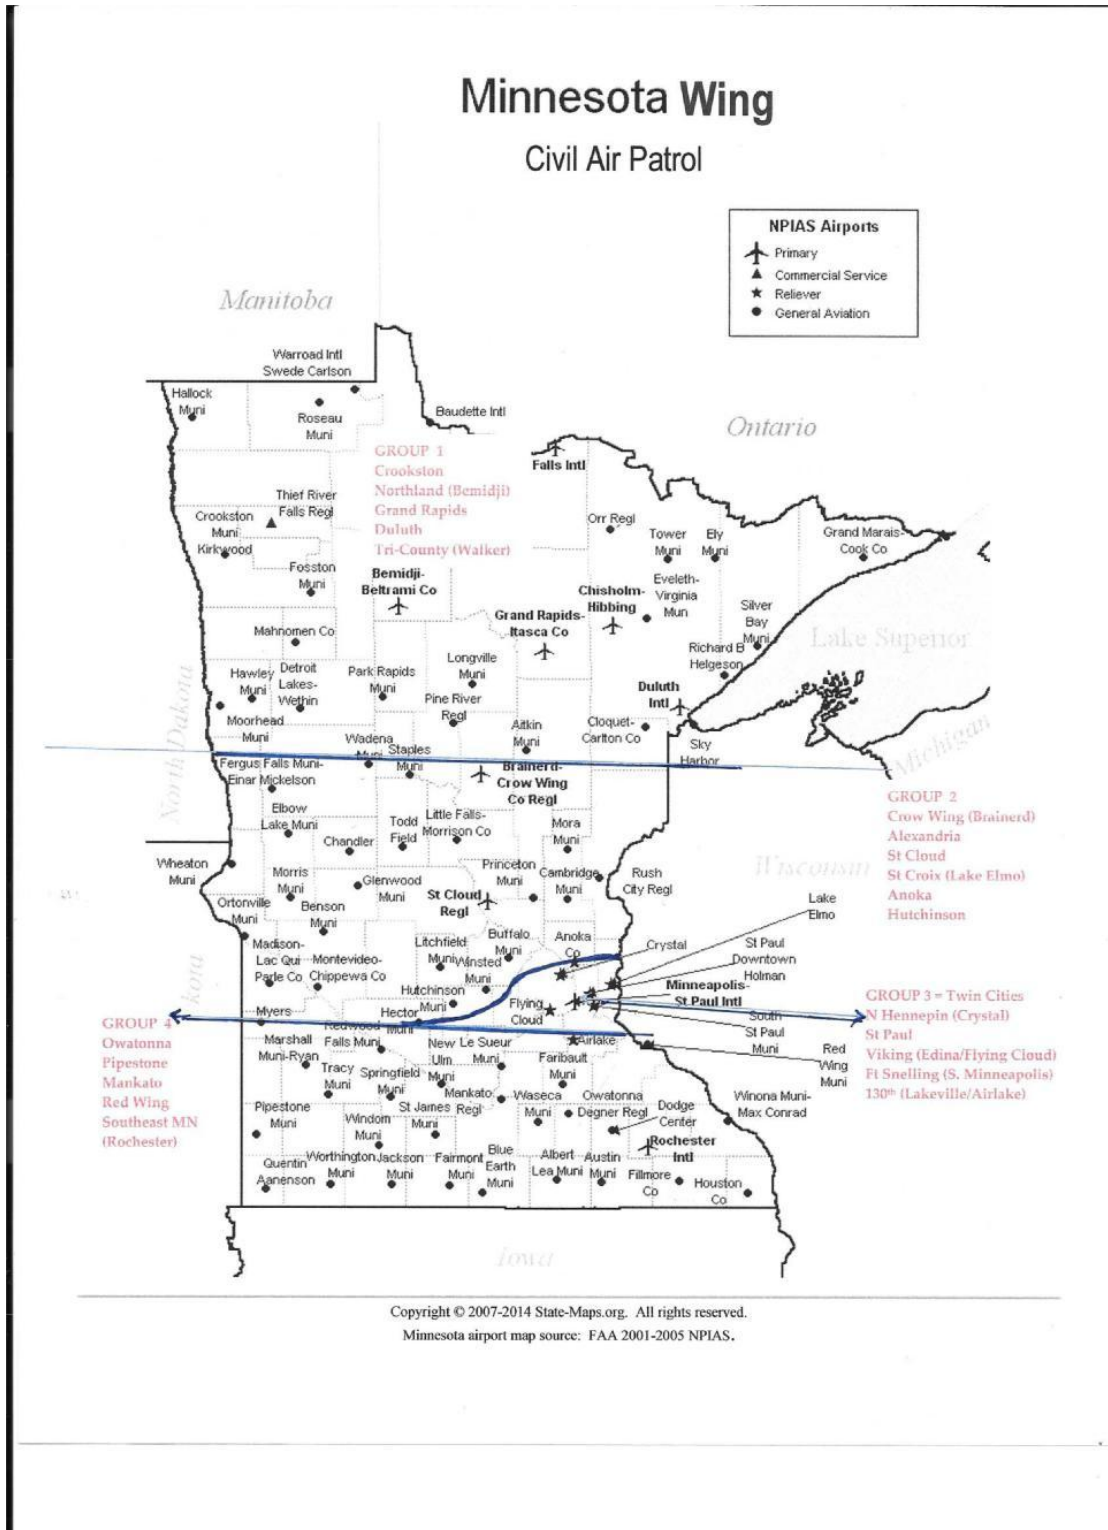 Minnesota Wing
Civil Air Patrol
NPIAS Airports
Primary
Commercial Service
Reliever
General Aviation
Manitoba
Ontario
Warroad Intl
Swede Carlson
Hallock
Muni
Roseau
Muni
Baudette Intl
GROUP 1
Crookston
Northland (Bemidji)
Grand Rapids
Duluth
Tri-County (Walker)
Falls Intl
Thief River
Falls Regl
Crookston
Muni
Kirkwood
Fosston
Muni
Orr Regl
Tower
Muni
Ely
Muni
Grand Marais-
Cook Co
Bemidji-
Beltrami Co
Chisholm-
Hibbing
Eveleth-
Virginia
Mun
Grand Rapids-
Itasca Co
Silver
Bay
Muni
Mahnomen Co
Lake Superior
Richard B
Helgeson
Longville
Muni
Hawley
Muni
Detroit
Lakes-
Wethin
Park Rapids
Muni
Pine River
Regl
Duluth
Intl
North Dakota
Moorhead
Muni
Aitkin
Muni
Cloquet-
Carlton Co
Sky
Harbor
Michigan
Wadena
Muni
Staples
Muni
Fergus Falls Muni-
Einar Mickelson
Brainerd-
Crow Wing
Co Regl
GROUP 2
Crow Wing (Brainerd)
Alexandria
St Cloud
St Croix (Lake Elmo)
Anoka
Hutchinson
Elbow
Lake Muni
Chandler
Todd
Field
Little Falls-
Morrison Co
Mora
Muni
Wheaton
Muni
Morris
Muni
Glenwood
Muni
Princeton
Muni
Cambridge
Muni
Rush
City Regl
Wisconsin
St Cloud
Regl
Ortonville
Muni
Benson
Muni
Lake
Elmo
Madison-
Lac Qui
Parle Co
Montevideo-
Chippewa Co
Litchfield
Muni
Winsted
Muni
Buffalo
Muni
Anoka
Co
Crystal
St Paul
Downtown
Holman
Minneapolis-
St Paul Intl
Hutchinson
Muni
Flying
Cloud
GROUP 3 = Twin Cities
N Hennepin (Crystal)
St Paul
Viking (Edina/Flying Cloud)
Ft Snelling (S. Minneapolis)
130th (Lakeville/Airlake)
GROUP 4
Owatonna
Pipestone
Mankato
Red Wing
Southeast MN
(Rochester)
Myers
Hector
Muni
South
St Paul
Muni
Redwood
Falls Muni
Marshall
Muni-Ryan
New
Ulm
Muni
Le Sueur
Muni
Airlake
Faribault
Muni
Red
Wing
Muni
Tracy
Muni
Springfield
Muni
Mankato
Regl
Waseca
Muni
Owatonna
Degner Regl
Dodge
Center
Winona Muni-
Max Conrad
Pipestone
Muni
Windom
Muni
St James
Muni
Rochester
Intl
Quentin
Aanenson
Worthington
Muni
Jackson
Muni
Fairmont
Muni
Blue
Earth
Muni
Albert
Lea Muni
Austin
Muni
Fillmore
Co
Houston
Co
Iowa
Copyright © 2007-2014 State-Maps.org. All rights reserved.
Minnesota airport map source: FAA 2001-2005 NPIAS.